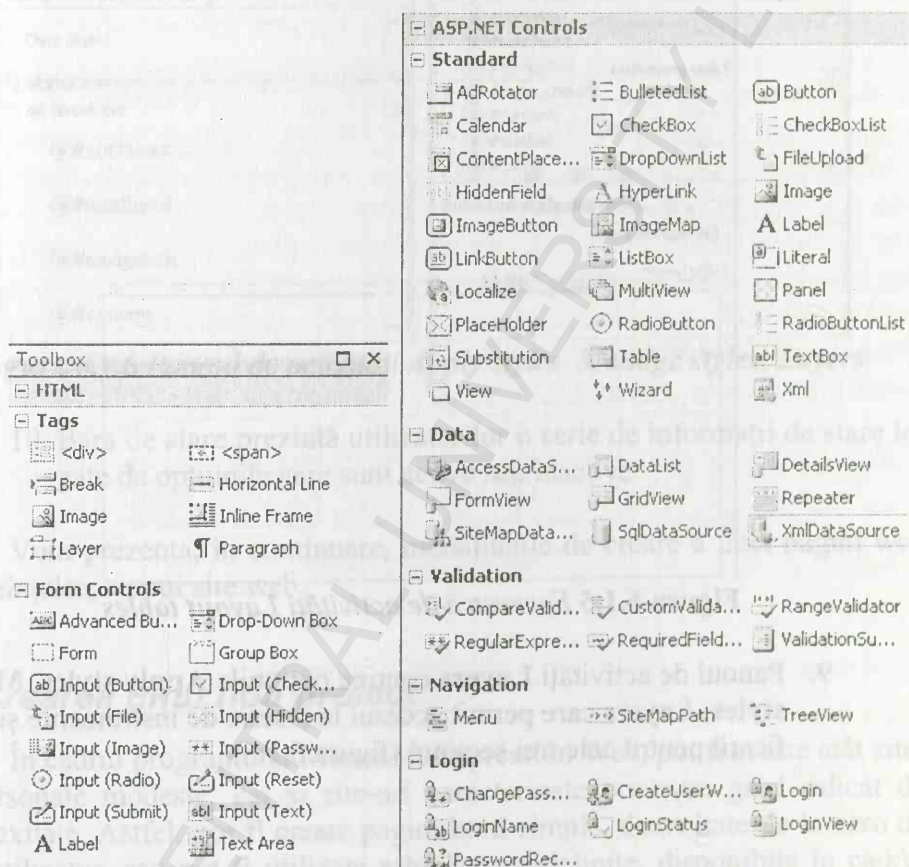 Toolbox
HTML
Tags
<div> <span>
Break Horizontal Line
Image Inline Frame
Layer Paragraph
Form Controls
Advanced Bu... Drop-Down Box
Form Group Box
Input (Button) Input (Check...
Input (File) Input (Hidden)
Input (Image) Input (Passw...
Input (Radio) Input (Reset)
Input (Submit) Input (Text)
Label Text Area
ASP.NET Controls
Standard
AdRotator BulletedList Button
Calendar CheckBox CheckBoxList
ContentPlace... DropDownList FileUpload
HiddenField HyperLink Image
ImageButton ImageMap Label
LinkButton ListBox Literal
Localize MultiView Panel
PlaceHolder RadioButton RadioButtonList
Substitution Table TextBox
View Wizard Xml
Data
AccessDataS... DataList DetailsView
FormView GridView Repeater
SiteMapData... SqlDataSource XmlDataSource
Validation
CompareValid... CustomValida... RangeValidator
RegularExpre... RequiredField... ValidationSu...
Navigation
Menu SiteMapPath TreeView
Login
ChangePass... CreateUserW... Login
LoginName LoginStatus LoginView
PasswordRec...
UNIVERSITY